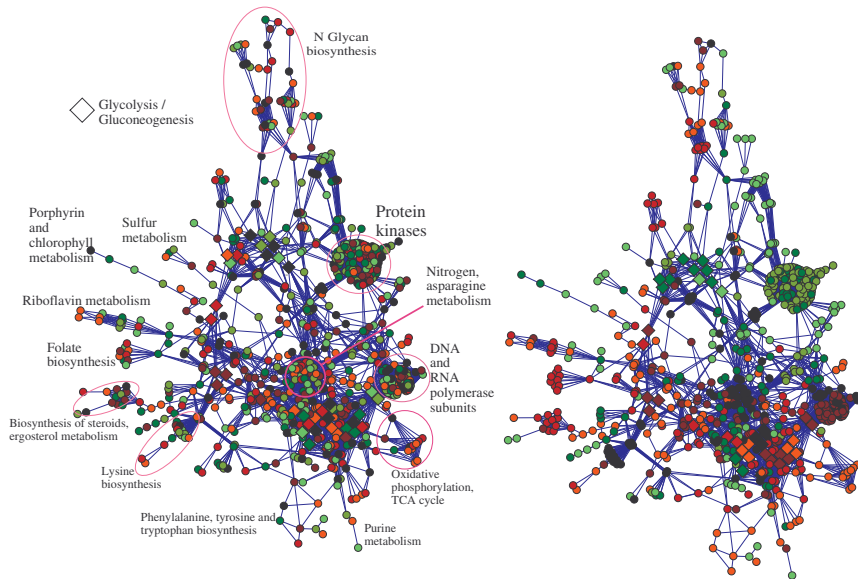 N Glycan
biosynthesis
Glycolysis /
Gluconeogenesis
Porphyrin
and
chlorophyll
metabolism
Sulfur
metabolism
Protein
kinases
Nitrogen,
asparagine
metabolism
Riboflavin metabolism
Folate
biosynthesis
DNA
and
RNA
polymerase
subunits
Biosynthesis of steroids,
ergosterol metabolism
Lysine
biosynthesis
Oxidative
phosphorylation,
TCA cycle
Phenylalanine, tyrosine and
tryptophan biosynthesis
Purine
metabolism